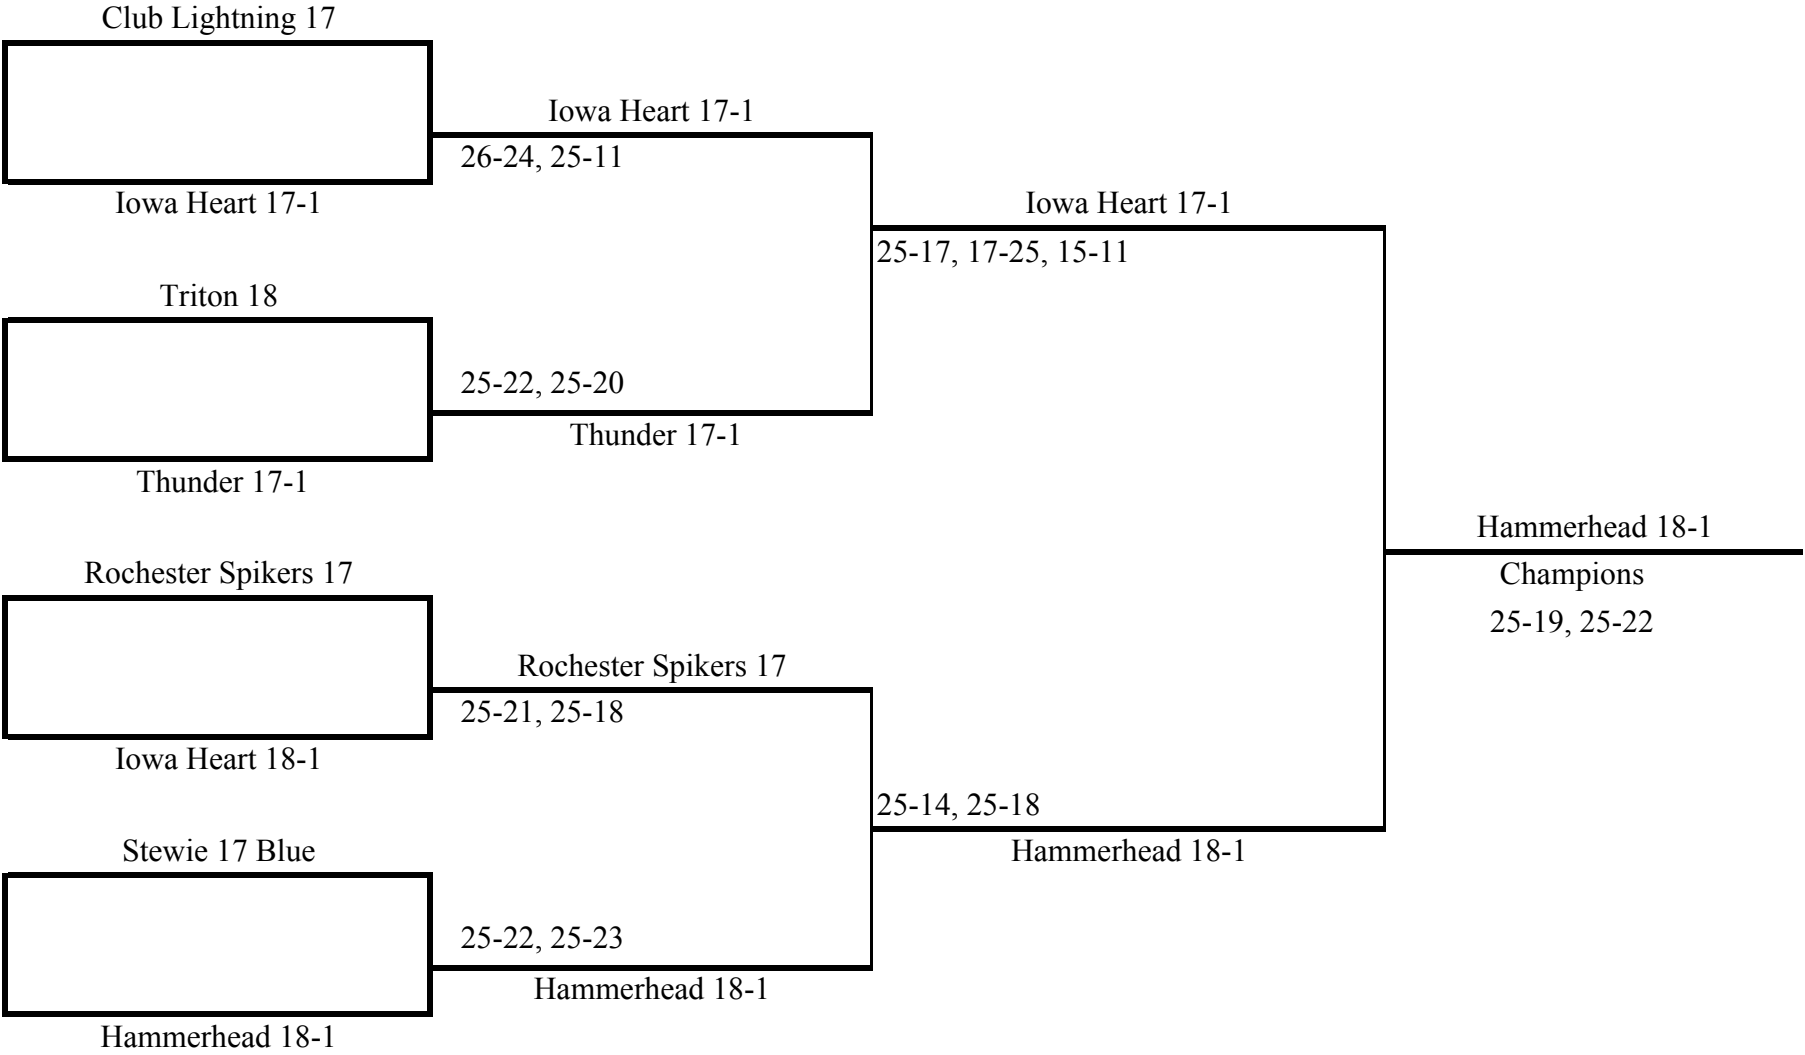 Club Lightning 17
Iowa Heart 17-1
26-24, 25-11
Iowa Heart 17-1
Iowa Heart 17-1
25-17, 17-25, 15-11
Triton 18
25-22, 25-20
Thunder 17-1
Thunder 17-1
Hammerhead 18-1
Champions
25-19, 25-22
Rochester Spikers 17
Rochester Spikers 17
25-21, 25-18
Iowa Heart 18-1
25-14, 25-18
Hammerhead 18-1
Stewie 17 Blue
25-22, 25-23
Hammerhead 18-1
Hammerhead 18-1